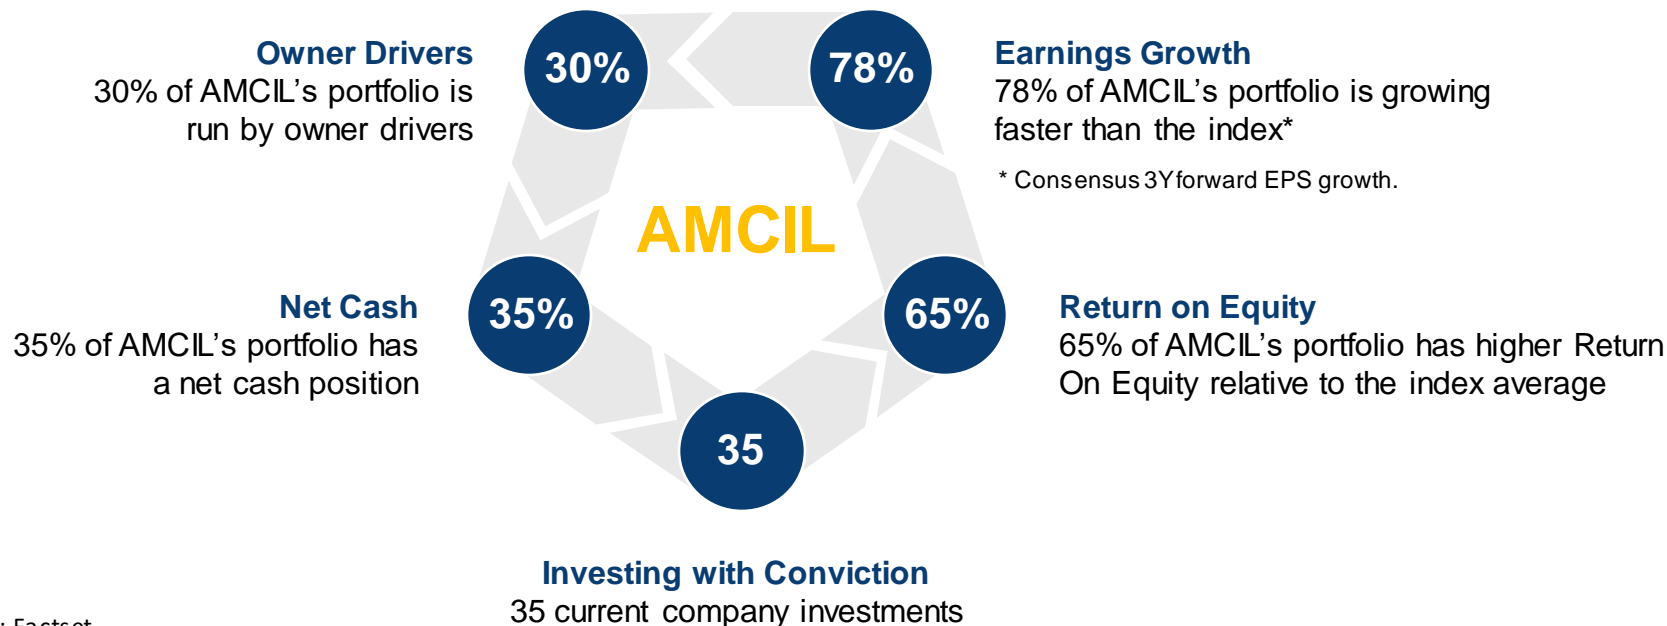 Owner Drivers
30% of AMCIL's portfolio is
run by owner drivers
30%
78%
Earnings Growth
78% of AMCIL's portfolio is growing
faster than the index*
* Consensus 3Y forward EPS growth.
AMCIL
Net Cash
35% of AMCIL's portfolio has
a net cash position
35%
65%
Return on Equity
65% of AMCIL's portfolio has higher Return
On Equity relative to the index average
35
Investing with Conviction
35 current company investments
: Factset